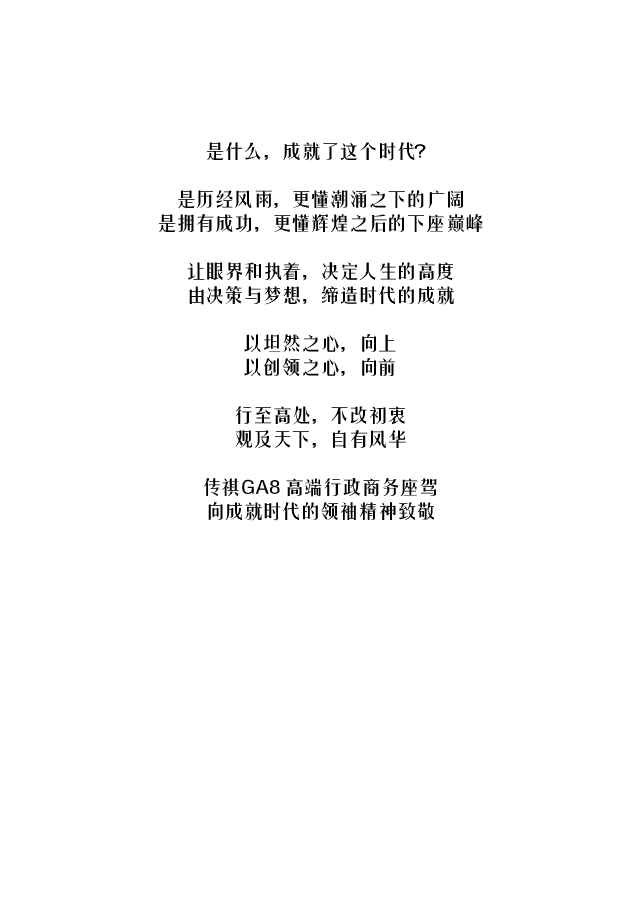 是什么，成就了这个时代？
是历经风雨，更懂潮涌之下的广阔
是拥有成功，更懂辉煌之后的下座巅峰
让眼界和执着，决定人生的高度
由决策与梦想，缔造时代的成就
以坦然之心，向上
以创领之心，向前
行至高处，不改初衷
观及天下，自有风华
传祺GA8 高端行政商务座驾
向成就时代的领袖精神致敬